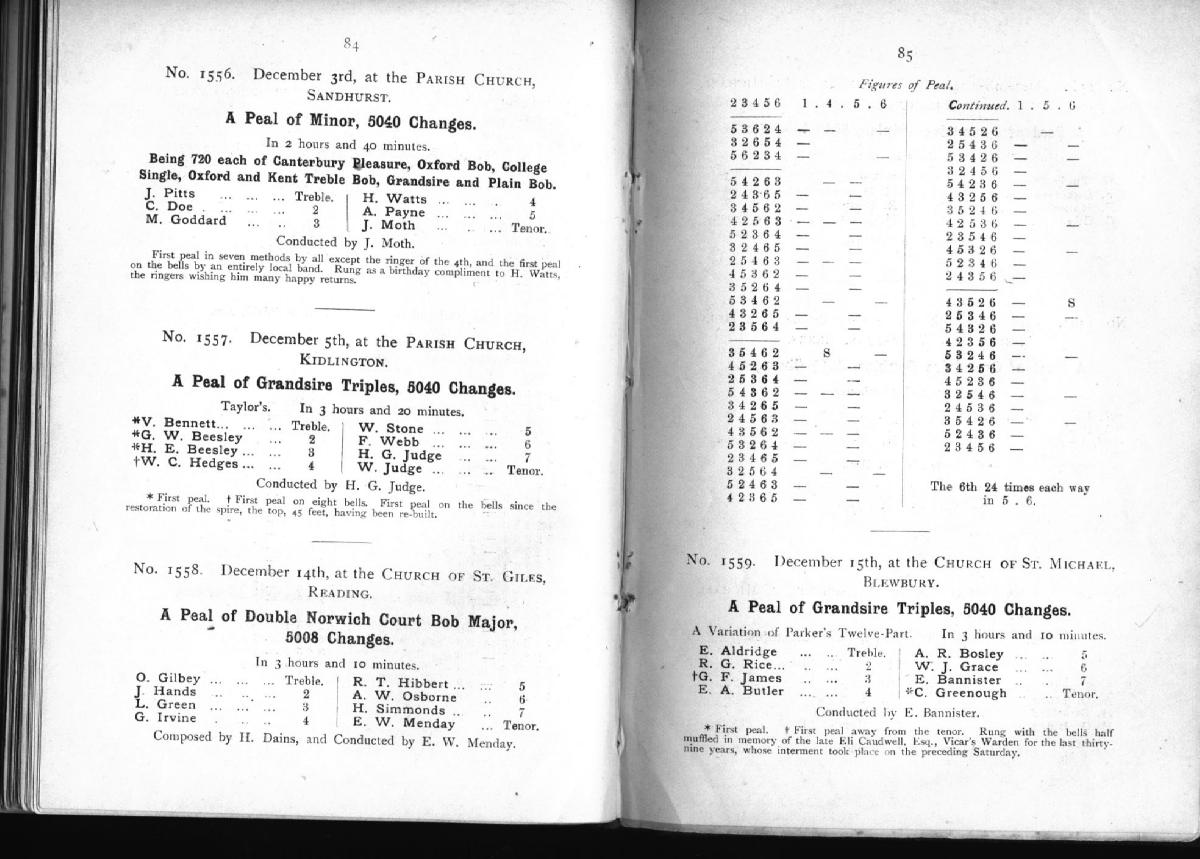 84
No. 1556. December 3rd, at the PARISH CHURCH,
SANDHURST.
A Peal of Minor, 5040 Changes.
In 2 hours and 40 minutes.
Being 720 each of Canterbury Pleasure, Oxford Bob, College
Single, Oxford and Kent Treble Bob, Grandsire and Plain Bob.
J. Pitts ... ... ... Treble. H. Watts ... ... .. 4
C. Doe . ... ... ... 2 A. Payne ... ... ... 5
M. Goddard ... .. 3 J. Moth ... ... ... Tenor.
Conducted by J. Moth.
First peal in seven methods by all except the ringer of the 4th, and the first peal
on the bells by an entirely local band. Rung as a birthday compliment to H. Watts,
the ringers wishing him many happy returns.
No. 1557. December 5th, at the PARISH CHURCH,
KIDLINGTON.
A Peal of Grandsire Triples, 5040 Changes.
Taylor's. In 3 hours and 20 minutes.
*V. Bennett... ... ... Treble. W. Stone ... ... ... 5
*G. W. Beesley ... 2 F. Webb ... ... ... 6
*H. E. Beesley ... ... 3 H. G. Judge ... ... 7
†W. C. Hedges ... ... 4 W. Judge ... ... ... Tenor.
Conducted by H. G. Judge.
* First peal. † First peal on eight bells. First peal on the bells since the
restoration of the spire, the top, 45 feet, having been re-built.
No. 1558. December 14th, at the CHURCH OF ST. GILES,
READING.
A Peal of Double Norwich Court Bob Major,
5008 Changes.
In 3 hours and 10 minutes.
O. Gilbey ... ... ... Treble. R. T. Hibbert ... ... 5
J. Hands ... ... ... 2 A. W. Osborne .. 6
L. Green ... ... ... 3 H. Simmonds ... .. 7
G. Irvine . ... .. 4 E. W. Menday ... Tenor.
Composed by H. Dains, and Conducted by E. W. Menday.
85
Figures of Peal.
2 3 4 5 6 1 . 4 . 5 . 6
5 3 6 2 4 — — —
3 2 6 5 4 —
5 6 2 3 4 — —
5 4 2 6 3 — —
2 4 3 6 5 — —
3 4 5 6 2 — —
4 2 5 6 3 — — —
5 2 3 6 4 — —
3 2 4 6 5 — —
2 5 4 6 3 — — —
4 5 3 6 2 — —
3 5 2 6 4 — —
5 3 4 6 2 — —
4 3 2 6 5 — —
2 3 5 6 4 — —
3 5 4 6 2 S —
4 5 2 6 3 — —
2 5 3 6 4 — —
5 4 3 6 2 — — —
3 4 2 6 5 — —
2 4 5 6 3 — —
4 3 5 6 2 — — —
5 3 2 6 4 — —
2 3 4 6 5 — —
3 2 5 6 4 — —
5 2 4 6 3 — —
4 2 3 6 5 — —
Continued. 1 . 5 . 6
3 4 5 2 6 —
2 5 4 3 6 — —
5 3 4 2 6 — —
3 2 4 5 6 —
5 4 2 3 6 — —
4 3 2 5 6 —
3 5 2 4 6 —
4 2 5 3 6 — —
2 3 5 4 6 —
4 5 3 2 6 — —
5 2 3 4 6 —
2 4 3 5 6 —
4 3 5 2 6 — S
2 5 3 4 6 — —
5 4 3 2 6 —
4 2 3 5 6 —
5 3 2 4 6 — —
3 4 2 5 6 —
4 5 2 3 6 —
3 2 5 4 6 — —
2 4 5 3 6 —
3 5 4 2 6 — —
5 2 4 3 6 —
2 3 4 5 6 —
The 6th 24 times each way
in 5 . 6.
No. 1559. December 15th, at the CHURCH OF ST. MICHAEL,
BLEWBURY.
A Peal of Grandsire Triples, 5040 Changes.
A Variation of Parker's Twelve-Part. In 3 hours and 10 minutes.
E. Aldridge ... ... Treble. A. R. Bosley ... ... 5
R. G. Rice... .. ... 2 W. J. Grace ... ... 6
†G. F. James .. ... 3 E. Bannister .. .. 7
E. A. Butler ... ... 4 *C. Greenough .. Tenor.
Conducted by E. Bannister.
* First peal. † First peal away from the tenor. Rung with the bells half
muffled in memory of the late Eli Caudwell, Esq., Vicar's Warden for the last thirty-
nine years, whose interment took place on the preceding Saturday.